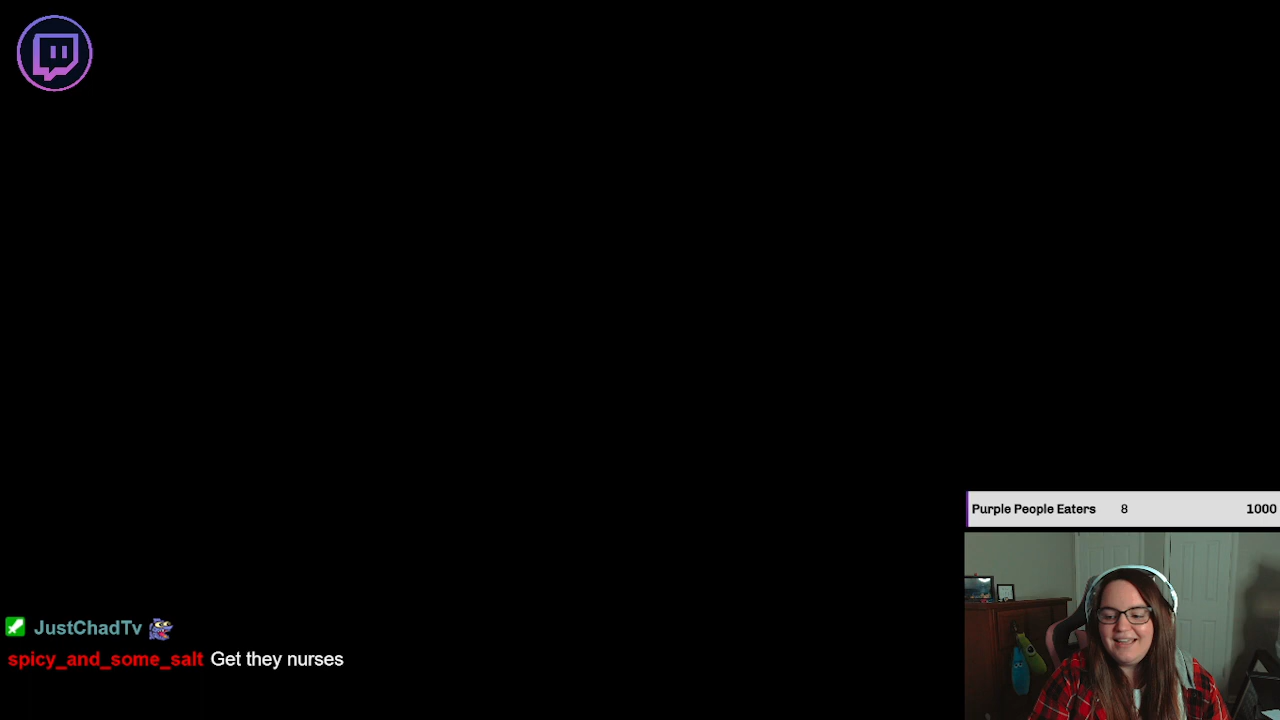 Purple People Eaters 8 1000
JustChadTv
spicy_and_some_salt Get they nurses